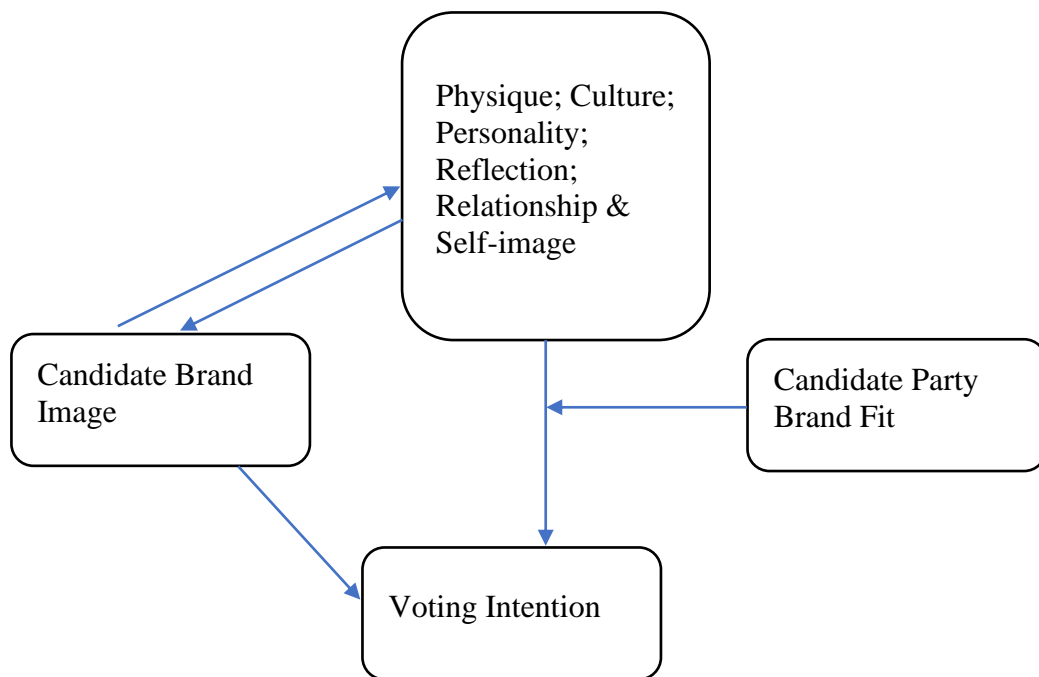 Physique; Culture;
Personality;
Reflection;
Relationship &
Self-image
Candidate Brand
Image
Candidate Party
Brand Fit
Voting Intention